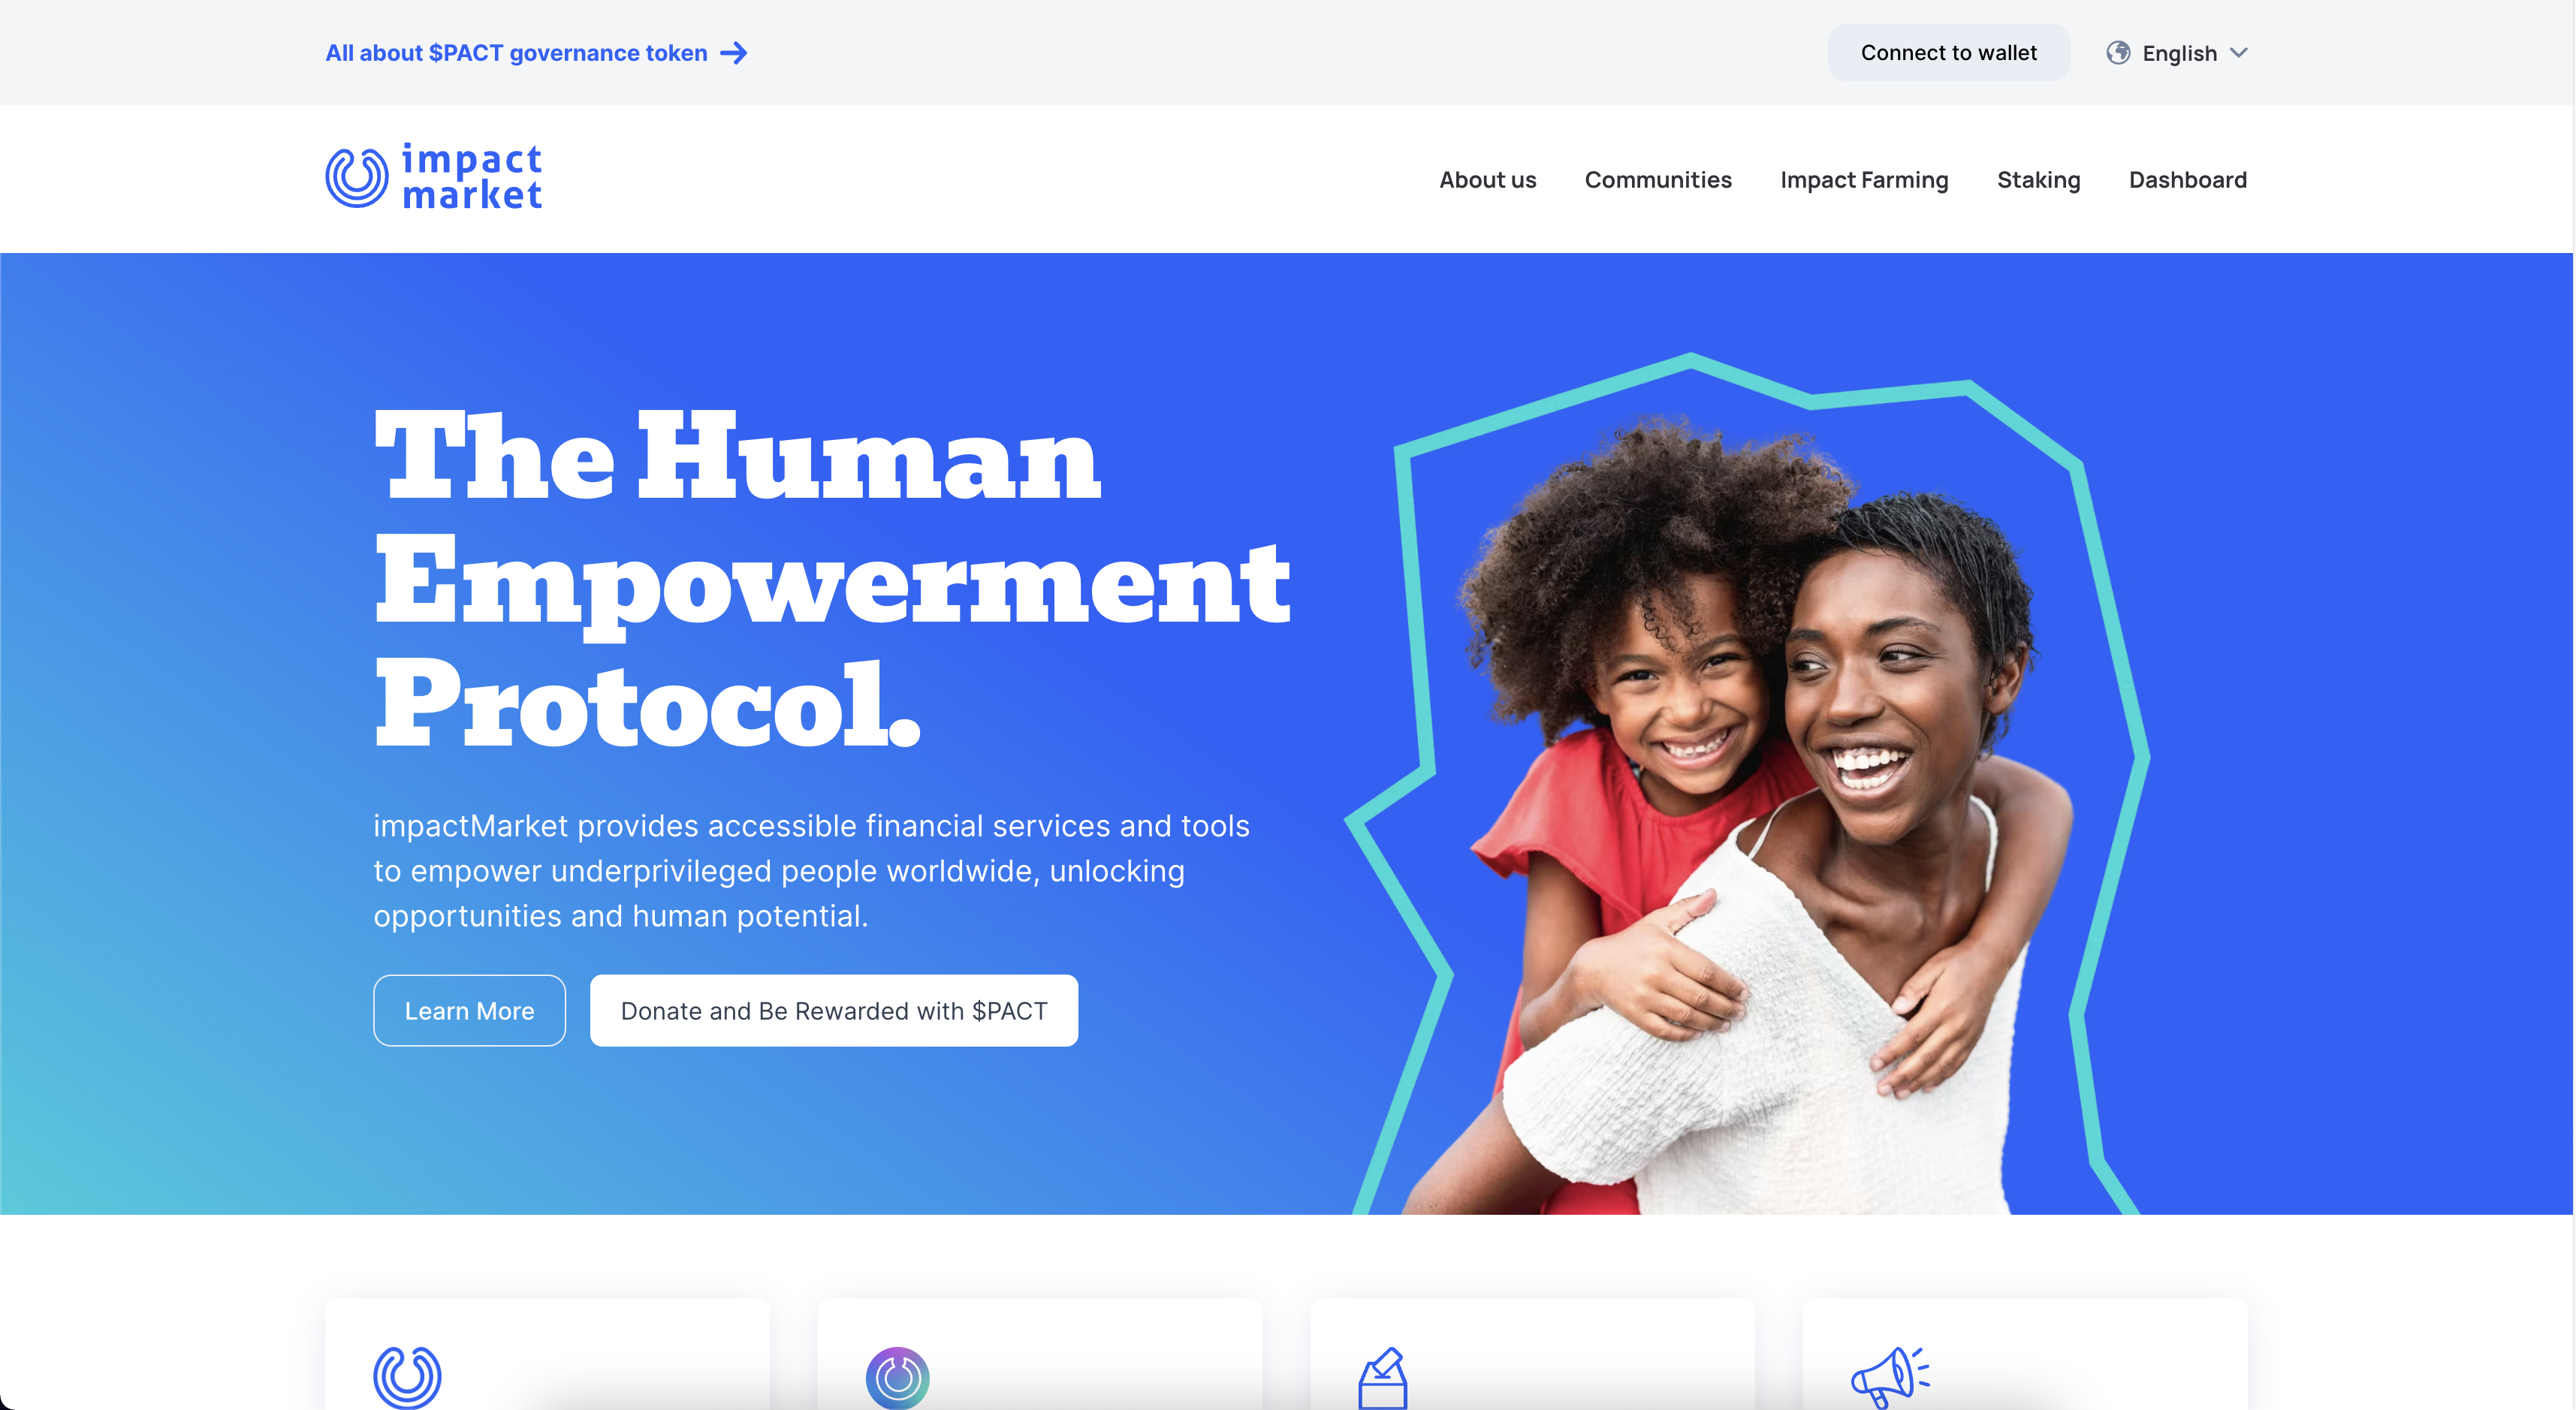 All about $PACT governance token
Connect to wallet
English
impact
market
About us
Communities
Impact Farming
Staking
Dashboard
The Human
Empowerment
Protocol.
impactMarket provides accessible financial services and tools
to empower underprivileged people worldwide, unlocking
opportunities and human potential.
Learn More
Donate and Be Rewarded with $PACT